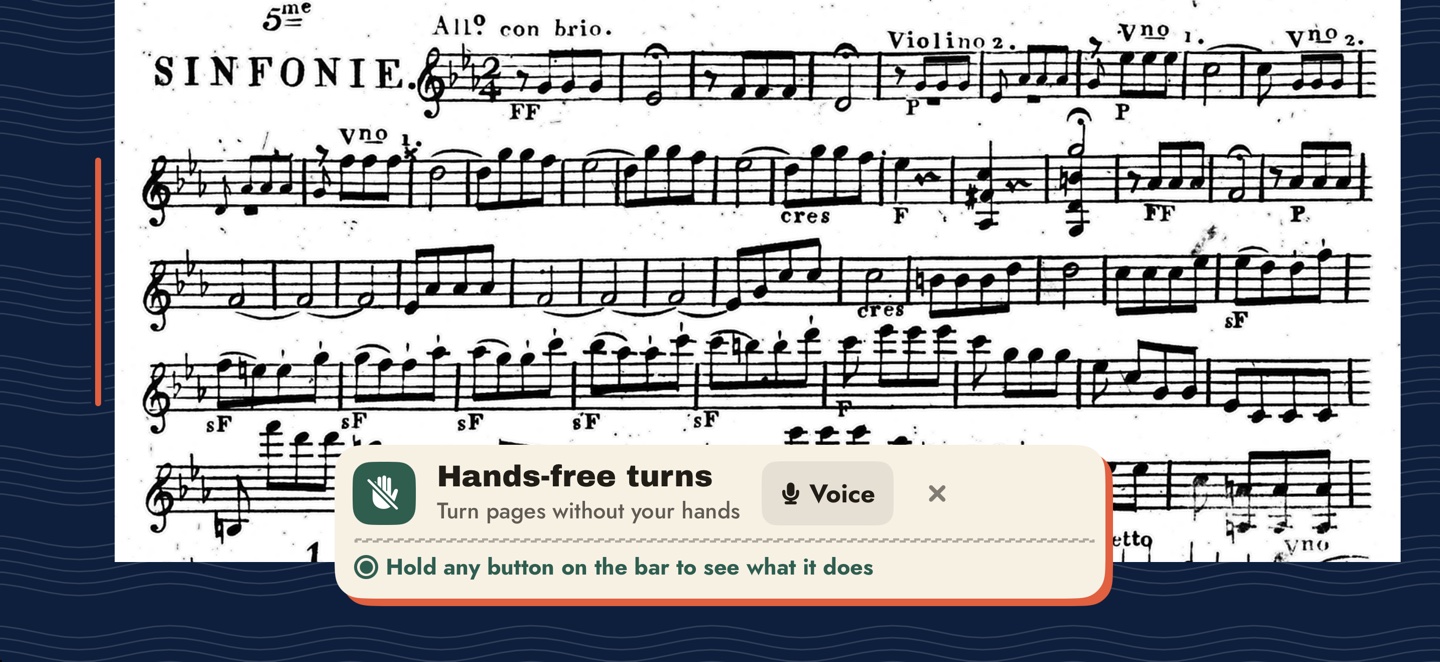 5me
All.o con brio.
SINFONIE.
Violino 2.
Vno 1.
Vno 2.
FF
P
P
Vno 1.
cres
F
FF
P
cres
sF
sF
sF
sF
sF
sF
F
Hands-free turns
Turn pages without your hands
Voice
etto
vno
Hold any button on the bar to see what it does